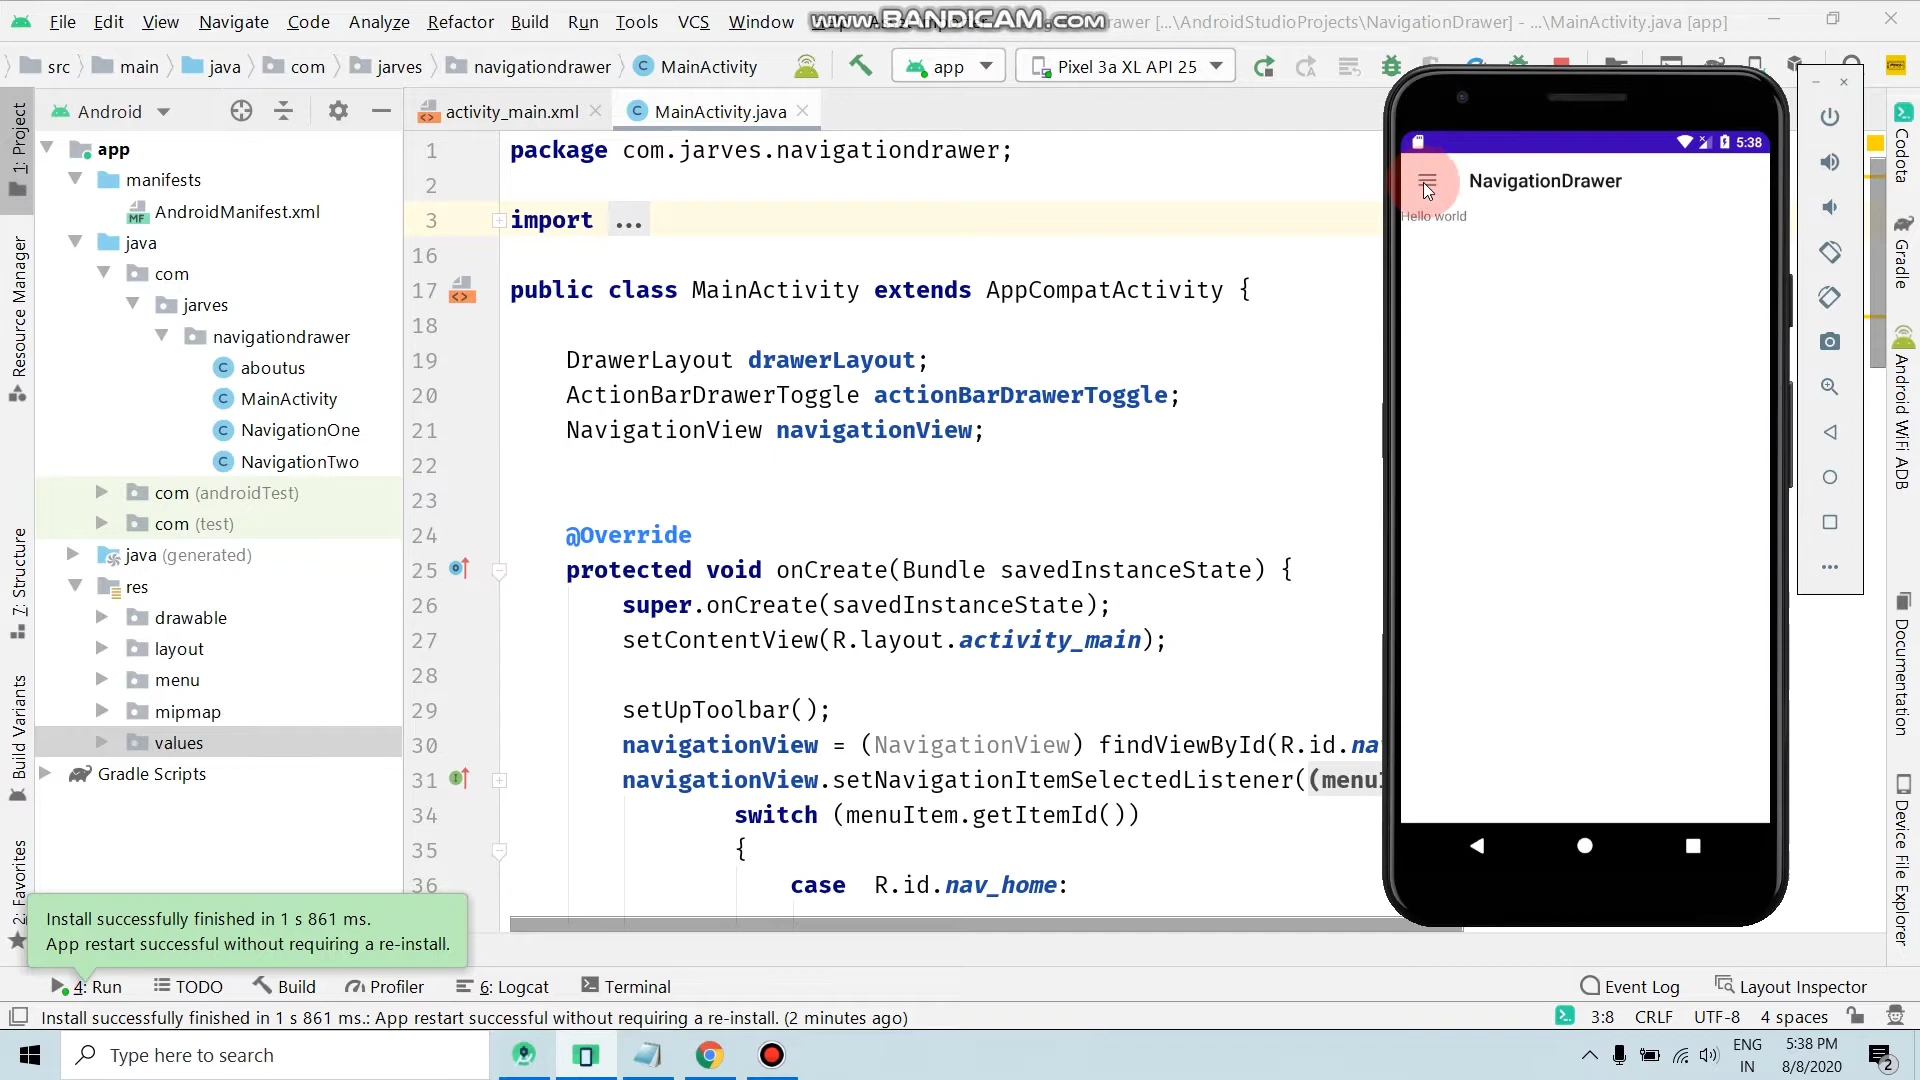 File Edit View Navigate Code Analyze Refactor Build Run Tools VCS Window
www.BANDICAM.com
Drawer [...\AndroidStudioProjects\NavigationDrawer] - ...\MainActivity.java [app]
src main java com jarves navigationdrawer MainActivity
app
Pixel 3a XL API 25
Android
activity_main.xml
MainActivity.java
1: Project
Resource Manager
7: Structure
Build Variants
2: Favorites
app
manifests
AndroidManifest.xml
java
com
jarves
navigationdrawer
aboutus
MainActivity
NavigationOne
NavigationTwo
com (androidTest)
com (test)
java (generated)
res
drawable
layout
menu
mipmap
values
Gradle Scripts
1 package com.jarves.navigationdrawer;
2
3 import ...
16
17 public class MainActivity extends AppCompatActivity {
18
19 DrawerLayout drawerLayout;
20 ActionBarDrawerToggle actionBarDrawerToggle;
21 NavigationView navigationView;
22
23
24 @Override
25 protected void onCreate(Bundle savedInstanceState) {
26 super.onCreate(savedInstanceState);
27 setContentView(R.layout.activity_main);
28
29 setUpToolbar();
30 navigationView = (NavigationView) findViewById(R.id.na
31 navigationView.setNavigationItemSelectedListener((menuI
34 switch (menuItem.getItemId())
35 {
36 case R.id.nav_home:
5:38
NavigationDrawer
Hello world
Codota
Gradle
Android WiFi ADB
Documentation
Device File Explorer
Install successfully finished in 1 s 861 ms.
App restart successful without requiring a re-install.
4: Run TODO Build Profiler 6: Logcat Terminal
Event Log Layout Inspector
Install successfully finished in 1 s 861 ms.: App restart successful without requiring a re-install. (2 minutes ago)
3:8 CRLF UTF-8 4 spaces
Type here to search
ENG
IN
5:38 PM
8/8/2020
2